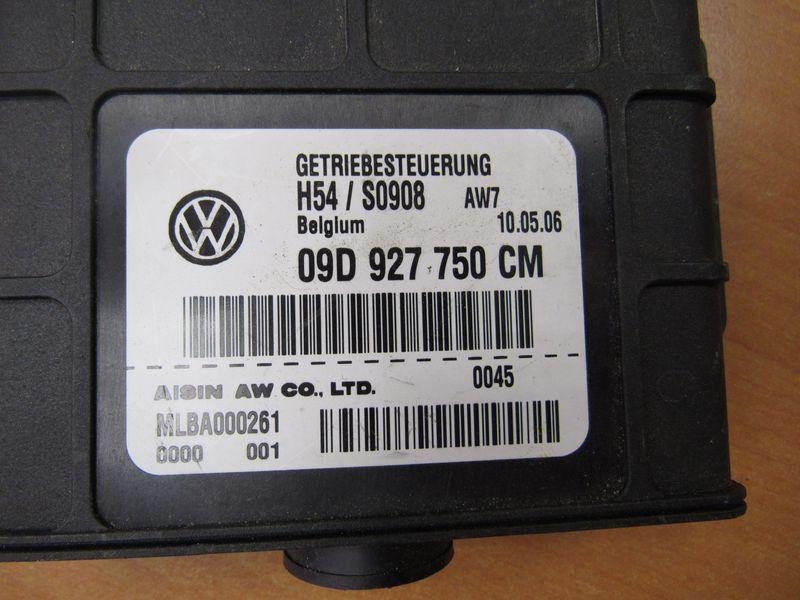 GETRIEBESTEUERUNG
H54 / S0908 AW7
Belgium 10.05.06
09D 927 750 CM
0045
AISIN AW CO., LTD.
MLBA000261
0000 001